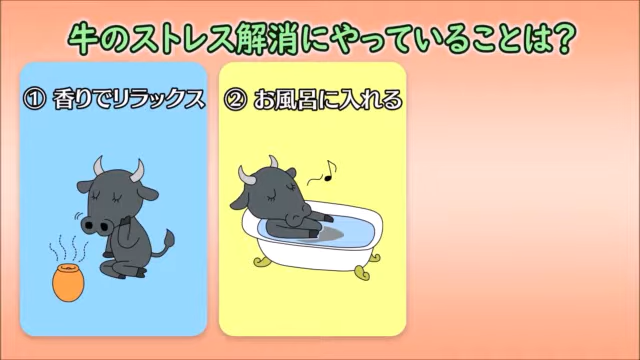 牛のストレス解消にやっていることは?
① 香りでリラックス
② お風呂に入れる